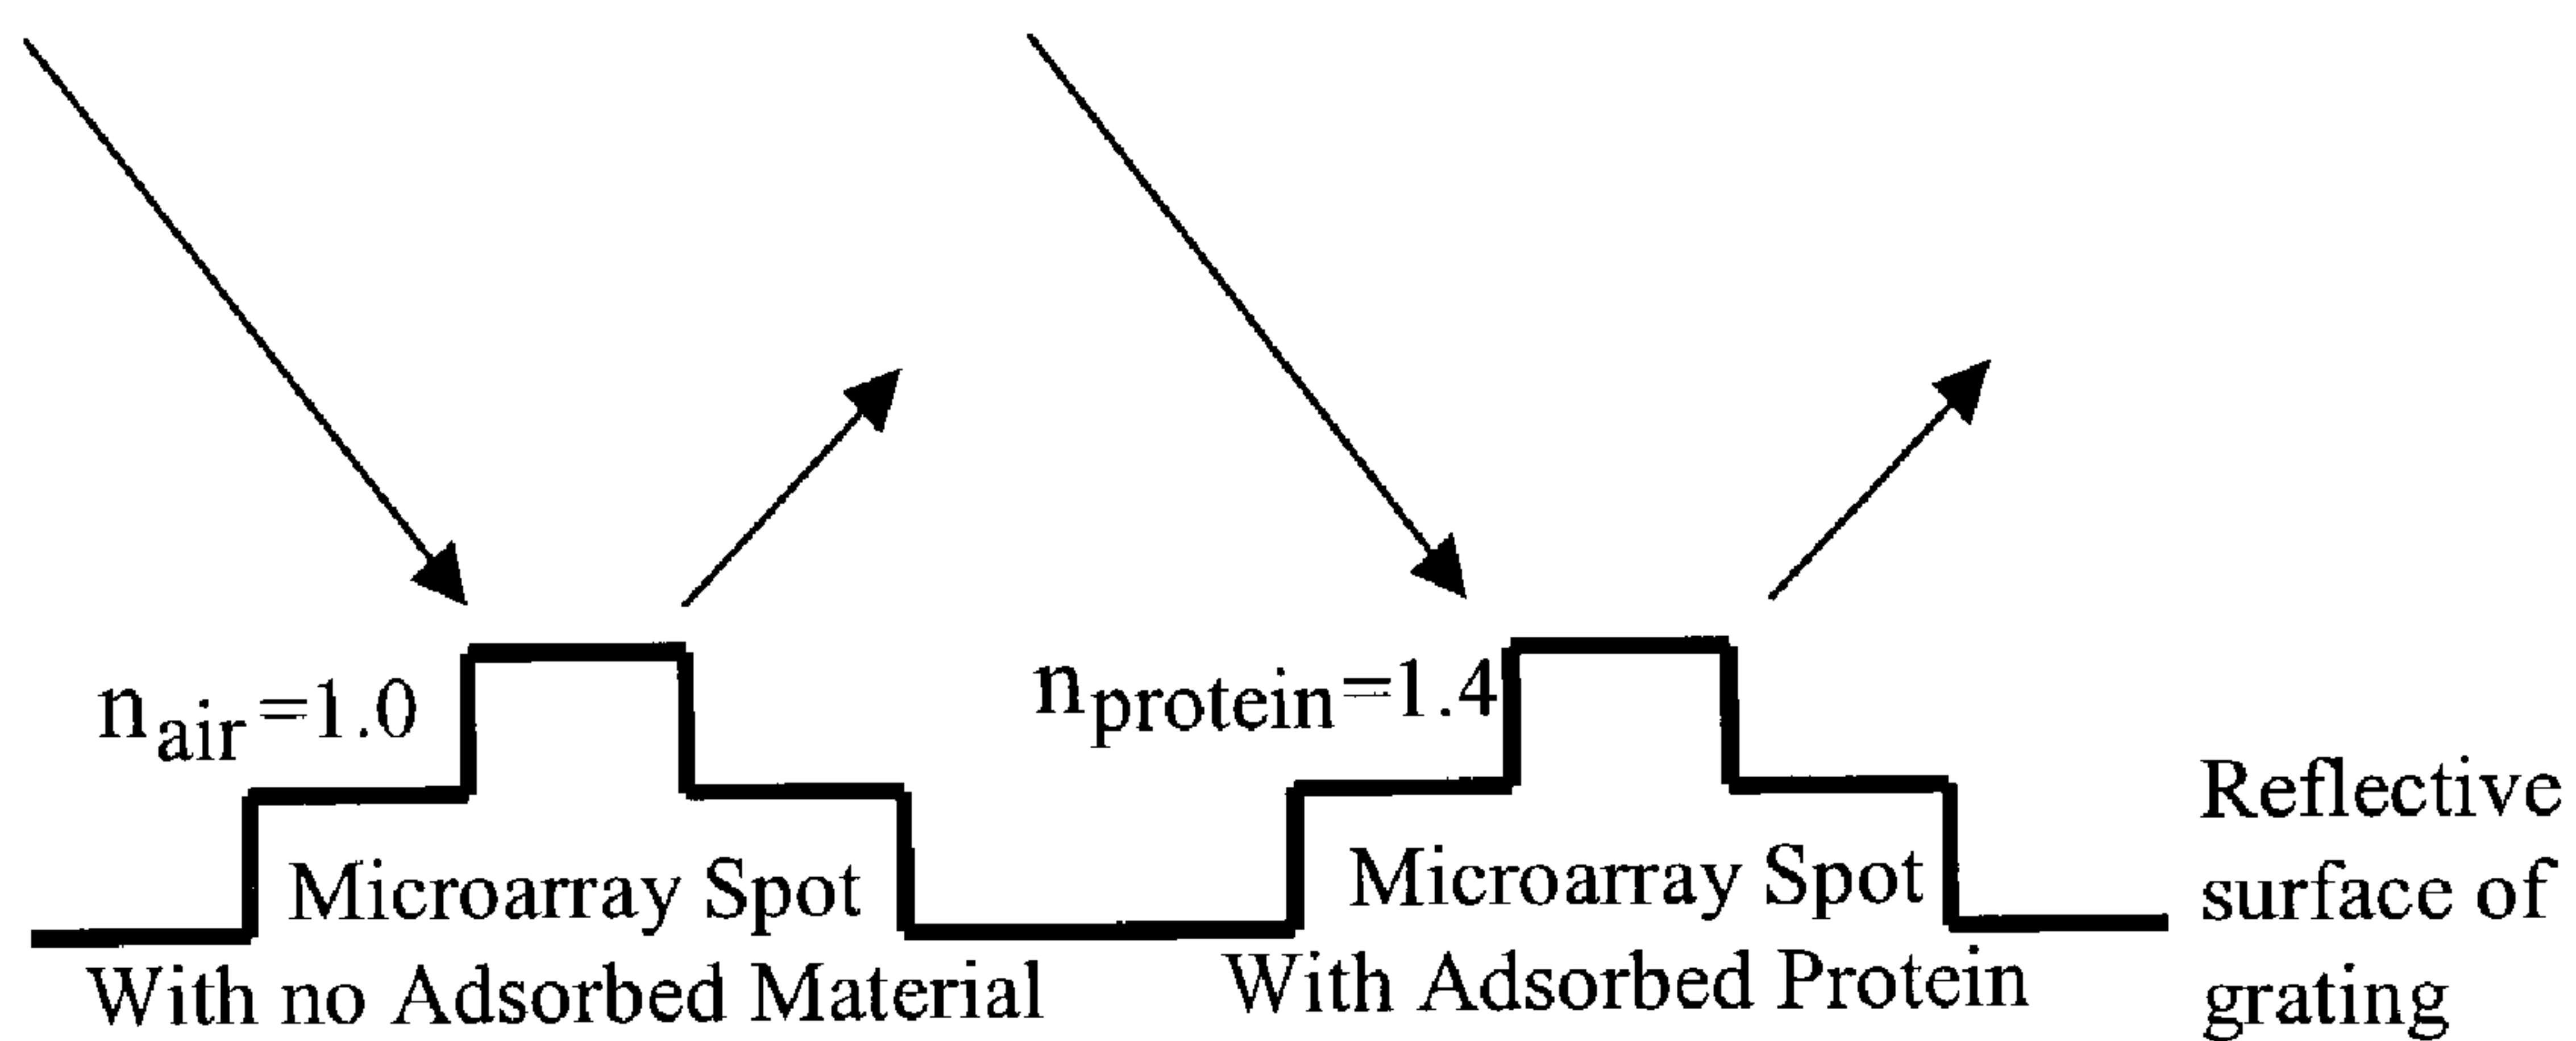 n_air=1.0
n_protein=1.4
Microarray Spot
With no Adsorbed Material
Microarray Spot
With Adsorbed Protein
Reflective
surface of
grating